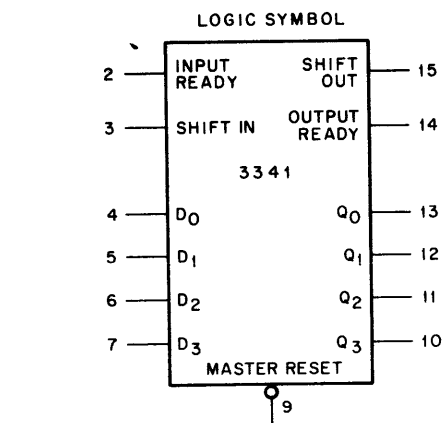 LOGIC SYMBOL
2 INPUT READY SHIFT OUT 15
3 SHIFT IN OUTPUT READY 14
3341
4 D0 Q0 13
5 D1 Q1 12
6 D2 Q2 11
7 D3 Q3 10
MASTER RESET
9